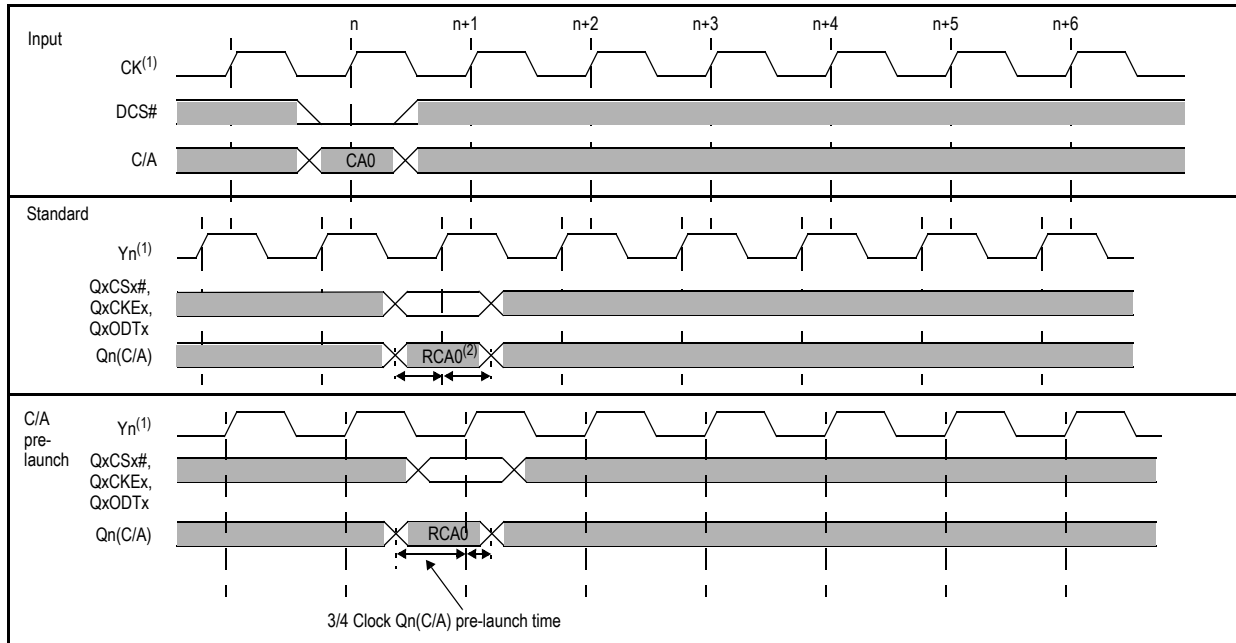 n n+1 n+2 n+3 n+4 n+5 n+6
Input
CK(1)
DCS#
C/A CA0
Standard
Yn(1)
QxCSx#,
QxCKEx,
QxODTx
Qn(C/A) RCA0(2)
C/A
pre-
launch
Yn(1)
QxCSx#,
QxCKEx,
QxODTx
Qn(C/A) RCA0
3/4 Clock Qn(C/A) pre-launch time